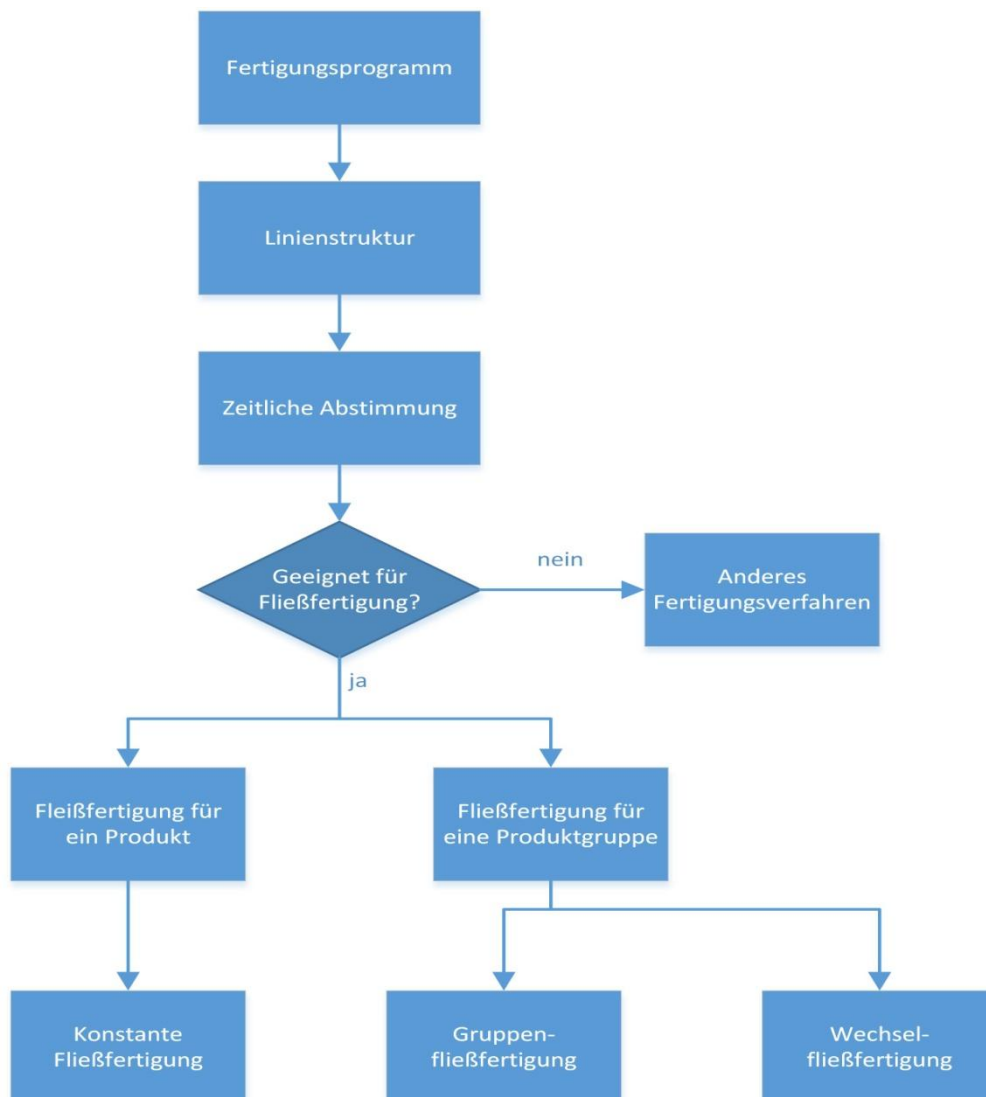 Fertigungsprogramm
Linienstruktur
Zeitliche Abstimmung
Geeignet für
Fließfertigung?
nein
Anderes
Fertigungsverfahren
ja
Fleißfertigung für
ein Produkt
Fließfertigung für
eine Produktgruppe
Konstante
Fließfertigung
Gruppen-
fließfertigung
Wechsel-
fließfertigung